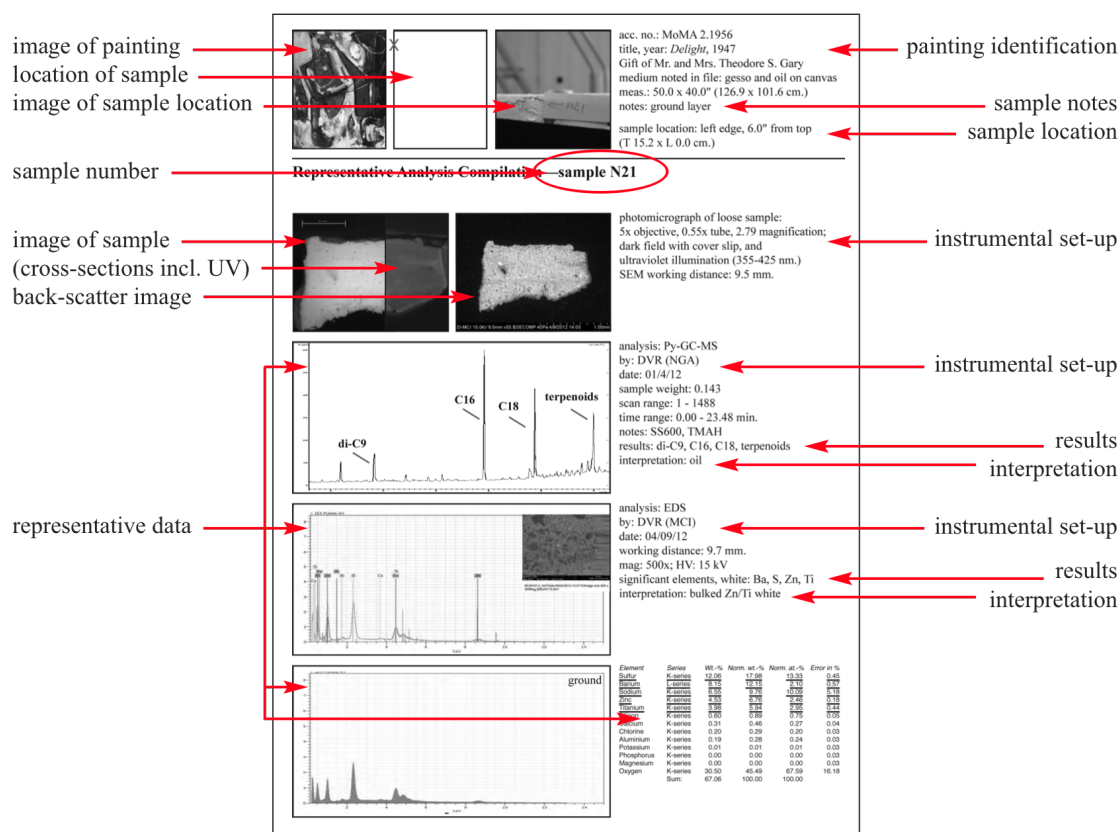 image of painting
location of sample
image of sample location
sample number
image of sample
(cross-sections incl. UV)
back-scatter image
representative data
acc. no.: MoMA 2.1956
title, year: Delight, 1947
Gift of Mr. and Mrs. Theodore S. Gary
medium noted in file: gesso and oil on canvas
meas.: 50.0 x 40.0" (126.9 x 101.6 cm.)
notes: ground layer
sample location: left edge, 6.0" from top
(T 15.2 x L 0.0 cm.)
Representative Analysis Compilation—sample N21
photomicrograph of loose sample:
5x objective, 0.55x tube, 2.79 magnification;
dark field with cover slip, and
ultraviolet illumination (355-425 nm.)
SEM working distance: 9.5 mm.
C16
C18
terpenoids
di-C9
analysis: Py-GC-MS
by: DVR (NGA)
date: 01/4/12
sample weight: 0.143
scan range: 1 - 1488
time range: 0.00 - 23.48 min.
notes: SS600, TMAH
results: di-C9, C16, C18, terpenoids
interpretation: oil
analysis: EDS
by: DVR (MCI)
date: 04/09/12
working distance: 9.7 mm.
mag: 500x; HV: 15 kV
significant elements, white: Ba, S, Zn, Ti
interpretation: bulked Zn/Ti white
ground
Element Series Wt.-% Norm. wt.-% Norm. at.-% Error in %
Sulfur K-series 12.06 17.98 13.33 0.45
Barium L-series 8.15 12.15 2.10 0.57
Sodium K-series 6.55 9.76 10.09 5.18
Zinc K-series 4.53 6.76 2.46 0.18
Titanium K-series 3.98 5.94 2.95 0.44
K-series 0.60 0.89 0.75 0.05
Calcium K-series 0.31 0.46 0.27 0.04
Chlorine K-series 0.20 0.29 0.20 0.03
Aluminium K-series 0.19 0.28 0.24 0.03
Potassium K-series 0.01 0.01 0.01 0.03
Phosphorus K-series 0.00 0.00 0.00 0.03
Magnesium K-series 0.00 0.00 0.00 0.03
Oxygen K-series 30.50 45.49 67.59 16.18
Sum: 67.06 100.00 100.00
painting identification
sample notes
sample location
instrumental set-up
instrumental set-up
results
interpretation
instrumental set-up
results
interpretation